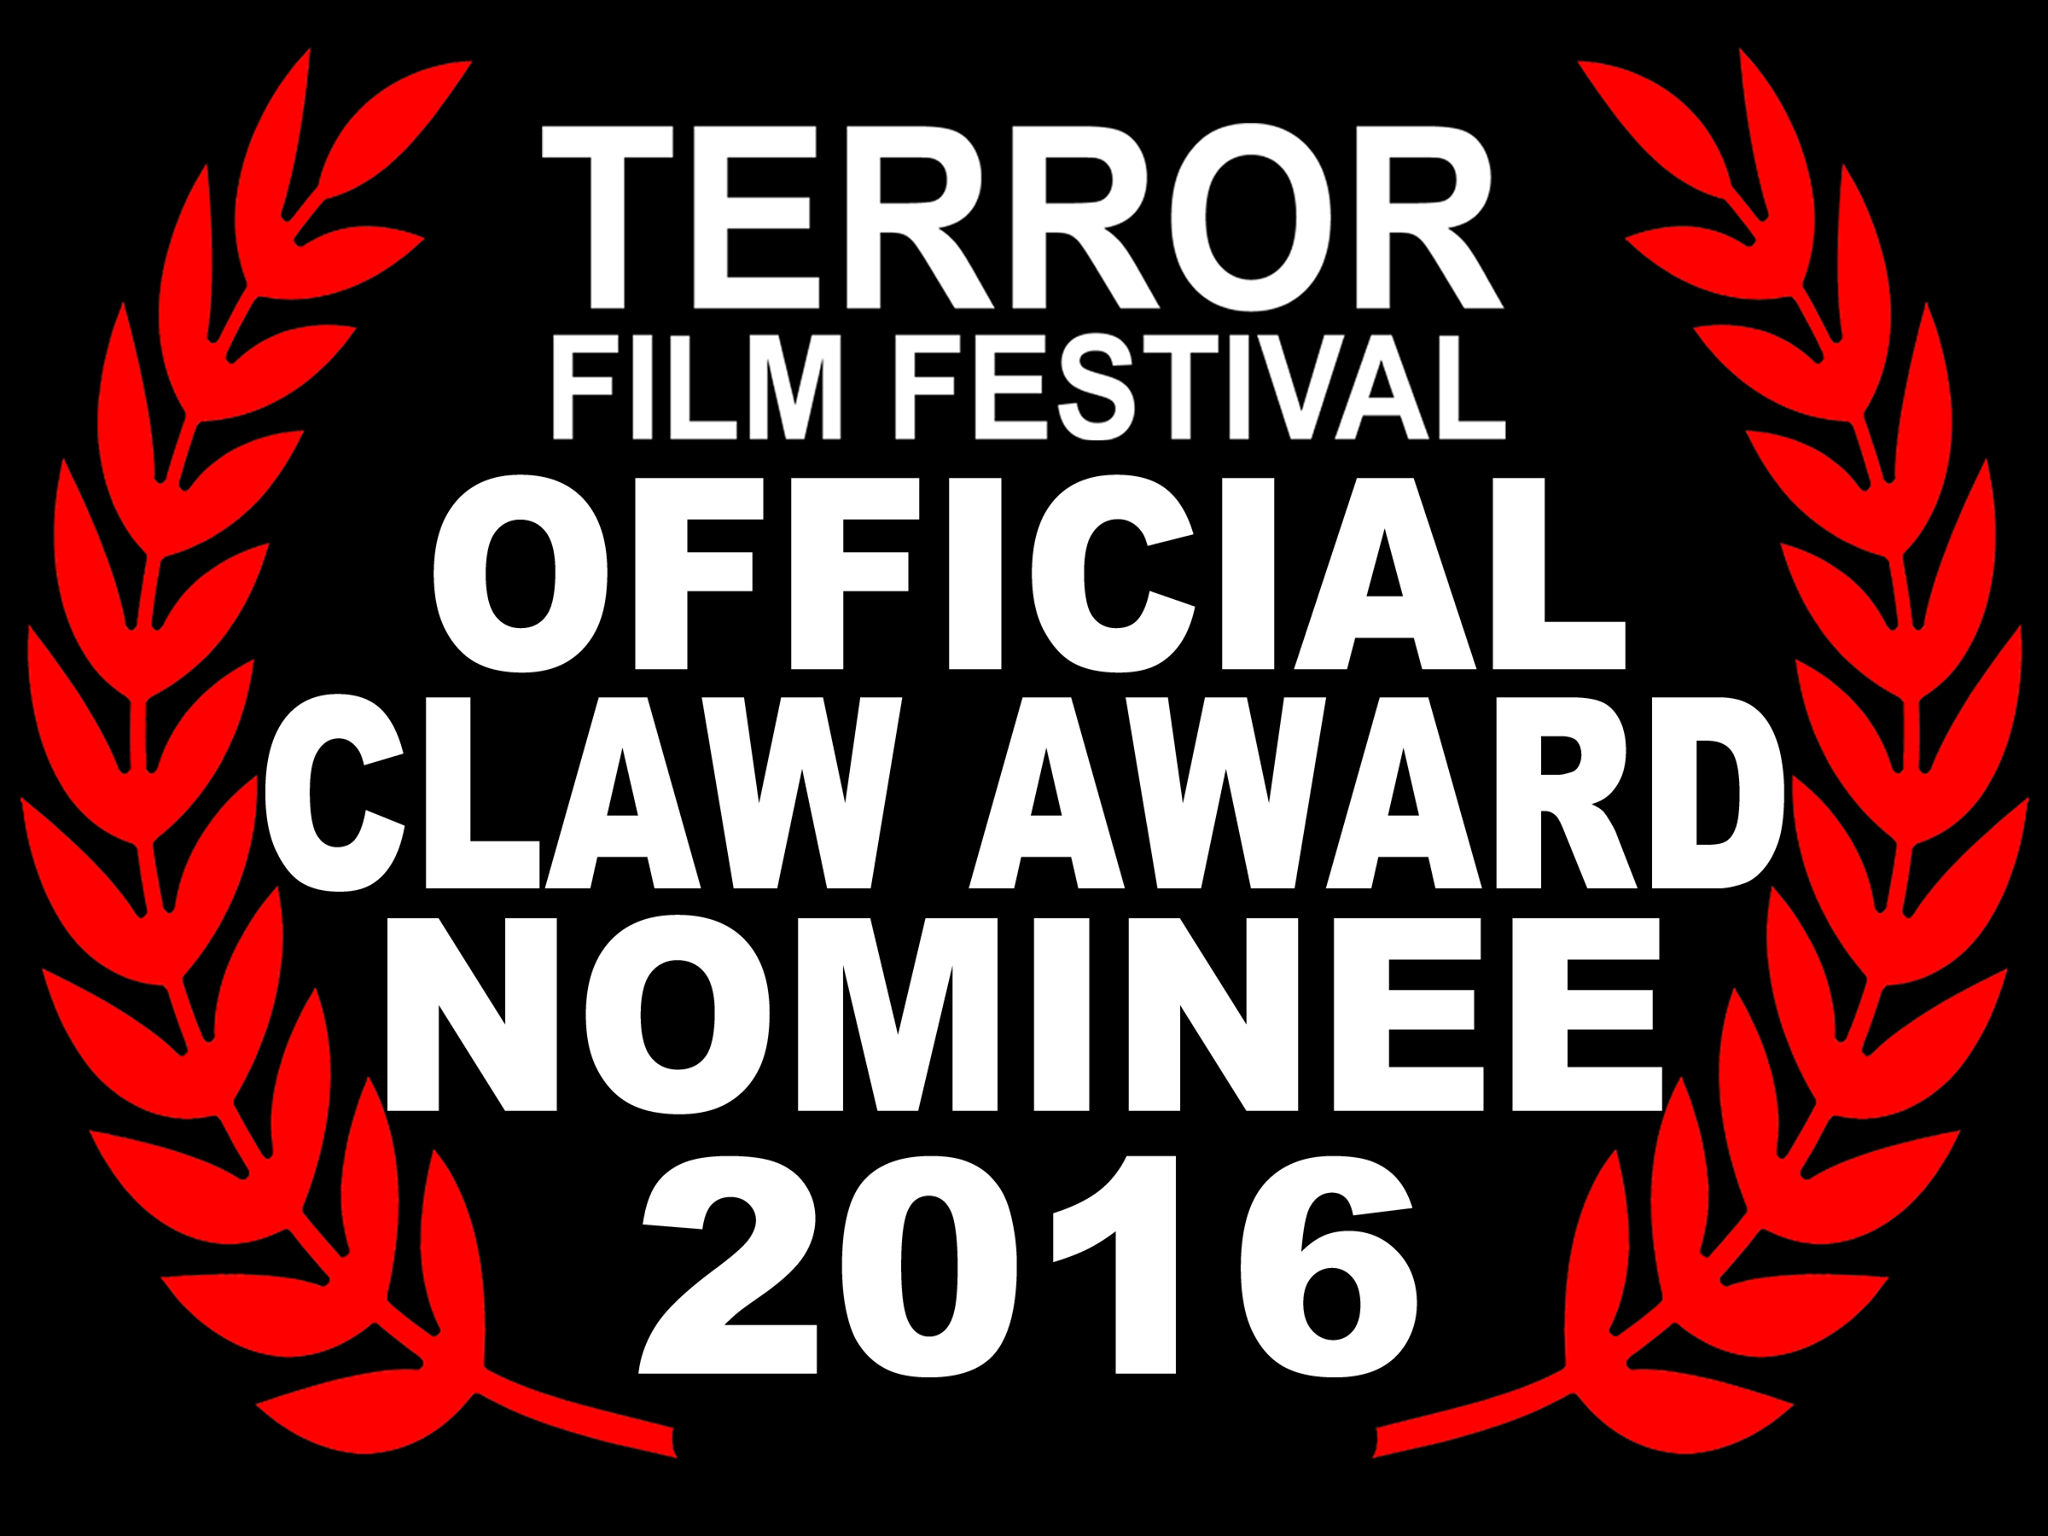 TERROR
FILM FESTIVAL
OFFICIAL
CLAW AWARD
NOMINEE
2016